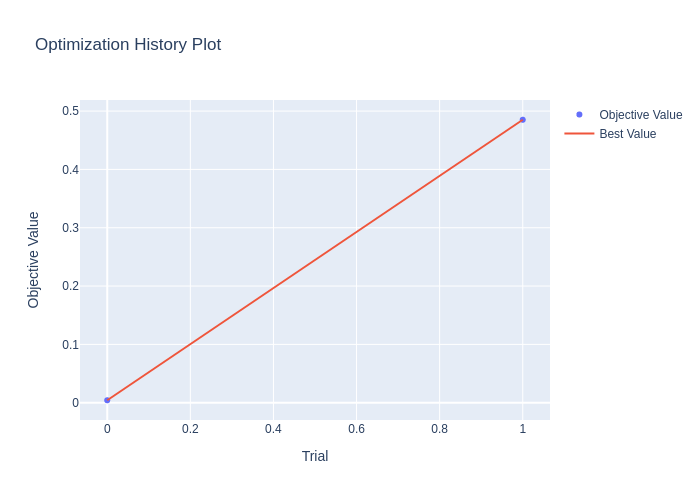 Optimization History Plot
Objective Value
Best Value
0.5
0.4
0.3
0.2
0.1
0
Objective Value
0
0.2
0.4
0.6
0.8
1
Trial